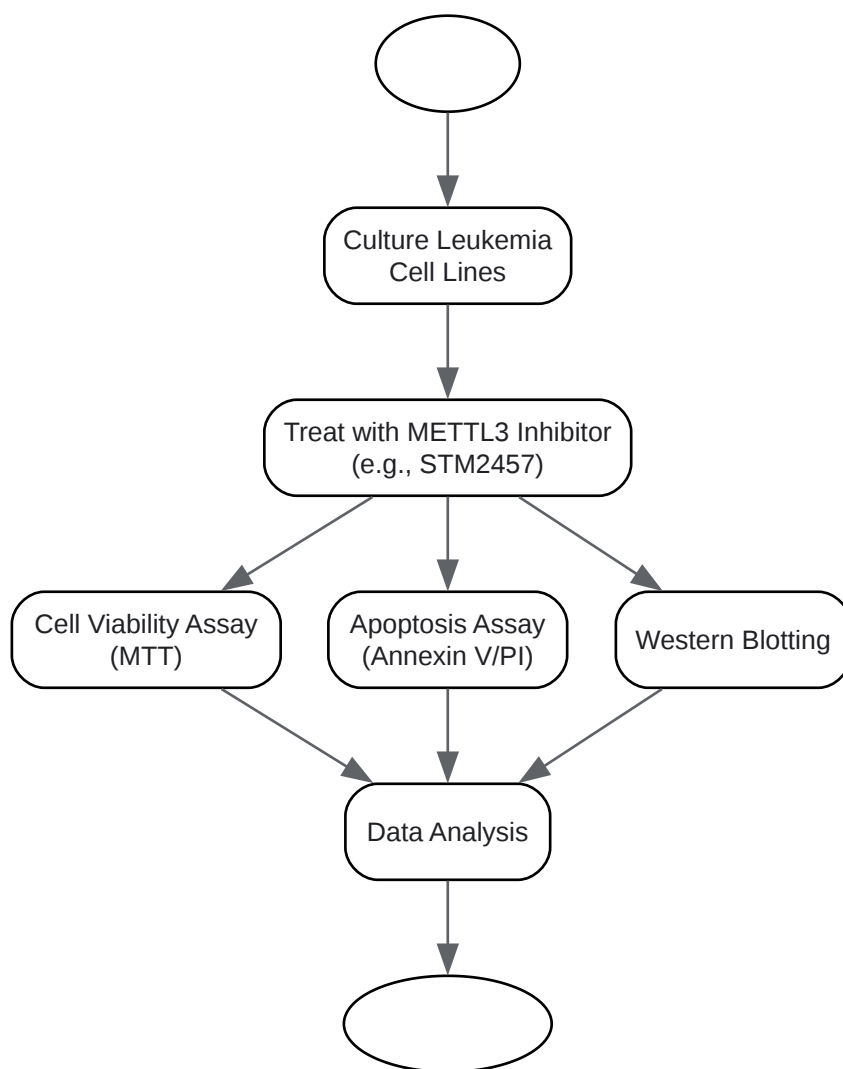 Culture Leukemia
Cell Lines
Treat with METTL3 Inhibitor
(e.g., STM2457)
Cell Viability Assay
(MTT)
Apoptosis Assay
(Annexin V/PI)
Western Blotting
Data Analysis